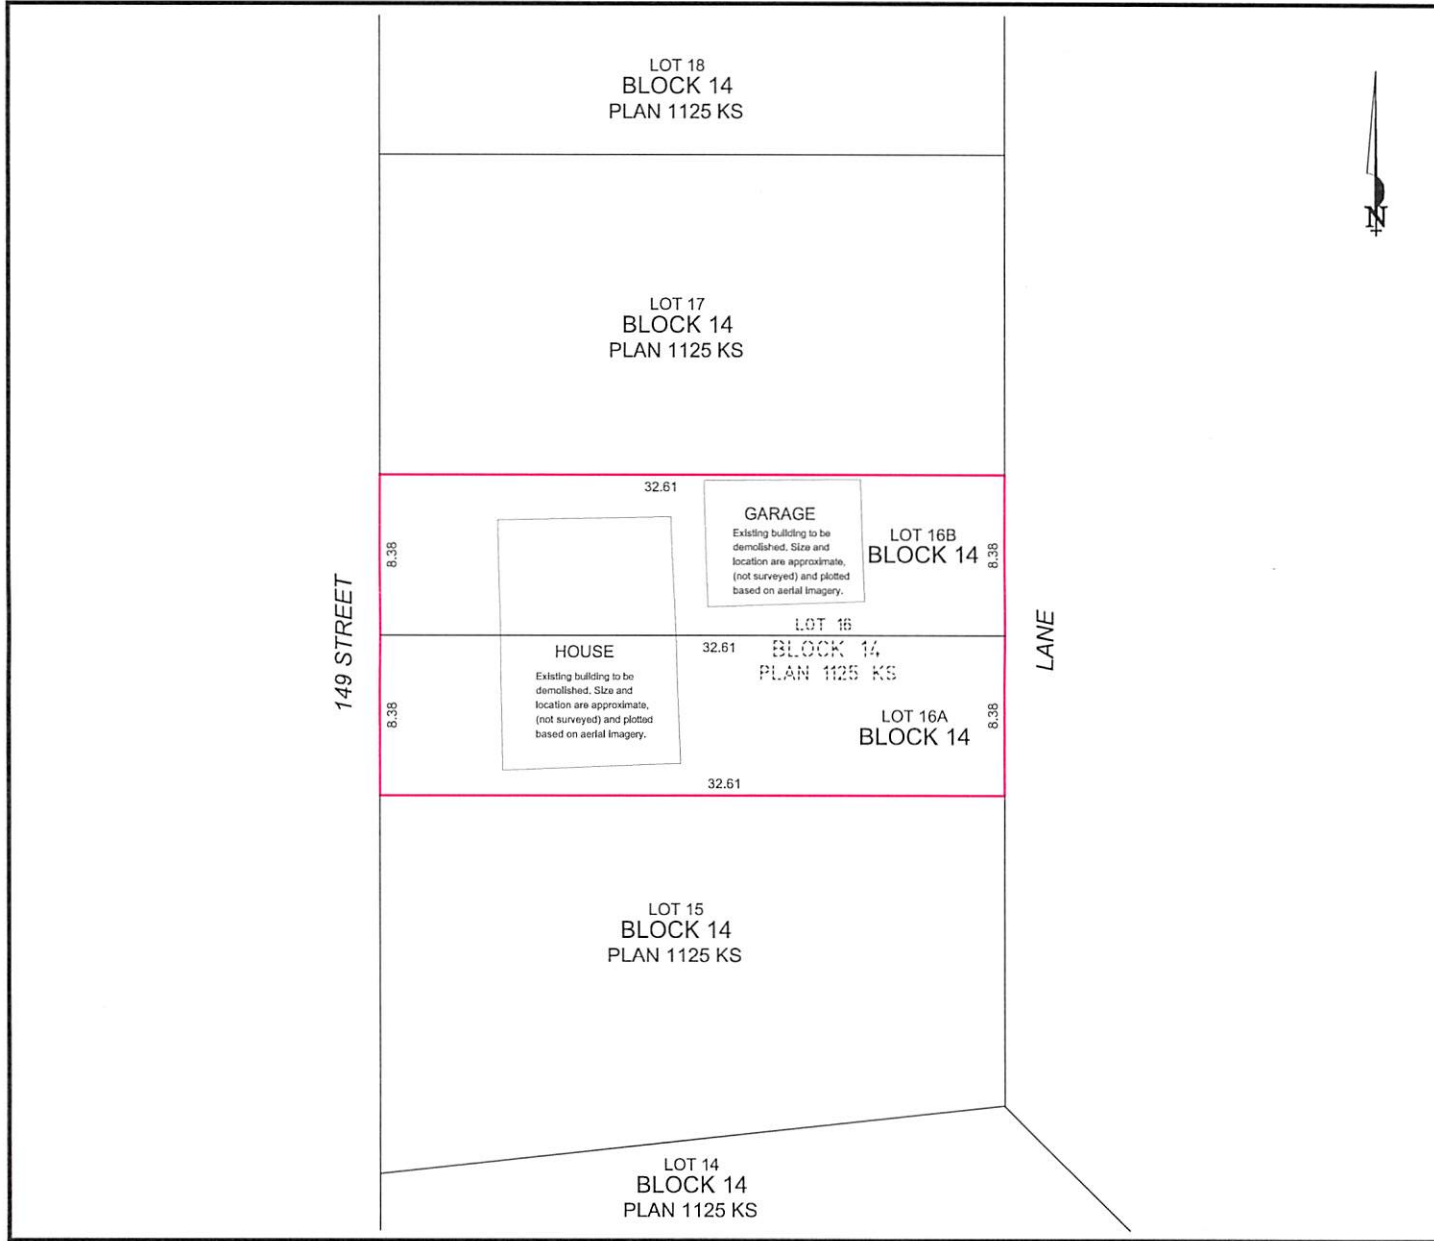 LOT 18
BLOCK 14
PLAN 1125 KS
N
LOT 17
BLOCK 14
PLAN 1125 KS
32.61
GARAGE
Existing building to be
demolished. Size and
location are approximate,
(not surveyed) and plotted
based on aerial imagery.
LOT 16B
BLOCK 14
8.38
8.38
149 STREET
LOT 16
BLOCK 14
PLAN 1125 KS
32.61
HOUSE
Existing building to be
demolished. Size and
location are approximate,
(not surveyed) and plotted
based on aerial imagery.
LANE
8.38
LOT 16A
BLOCK 14
8.38
32.61
LOT 15
BLOCK 14
PLAN 1125 KS
LOT 14
BLOCK 14
PLAN 1125 KS